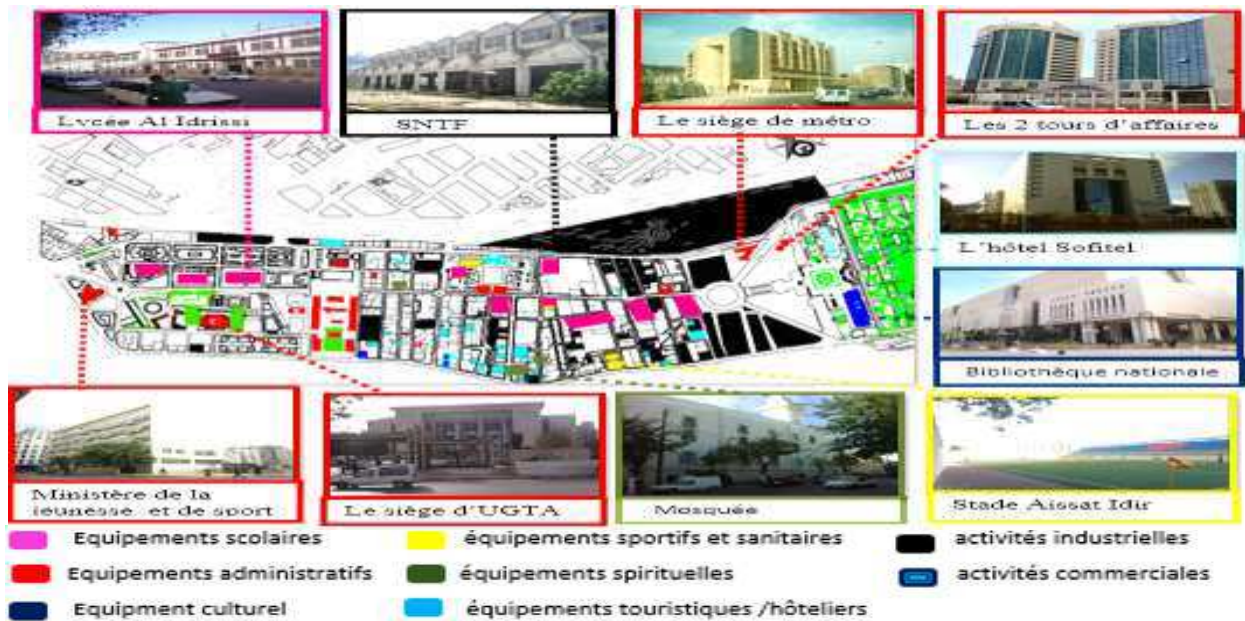 Lycée Al Idrissi
SNTF
Le siège de métro
Les 2 tours d'affaires
L'hôtel Sofitel
Bibliothèque nationale
Ministère de la
jeunesse et de sport
Le siège d'UGTA
Mosquée
Stade Aissat Idir
Equipements scolaires
équipements sportifs et sanitaires
activités industrielles
Equipements administratifs
équipements spirituelles
activités commerciales
Equipment culturel
équipements touristiques /hôteliers